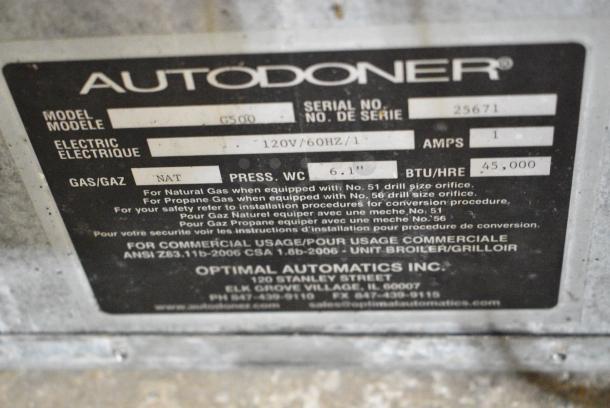 AUTODONER®
MODEL MODELE G500 SERIAL NO. NO. DE SERIE 25671
ELECTRIC ELECTRIQUE 120V/60HZ/1 AMPS 1
GAS/GAZ NAT PRESS. WC 6.1" BTU/HRE 45,000
For Natural Gas when equipped with No. 51 drill size orifice.
For Propane Gas when equipped with No. 56 drill size orifice.
For your safety refer to installation procedures for conversion procedure.
Pour Gaz Naturel equiper avec une meche No. 51
Pour Gaz Propane equiper avec une meche No. 56
Pour votre securite voir les instructions d'installation pour procedure de conversion.
FOR COMMERCIAL USAGE/POUR USAGE COMMERCIALE
ANSI Z83.11b-2006 CSA 1.8b-2006 - UNIT BROILER/GRILLOIR
OPTIMAL AUTOMATICS INC.
120 STANLEY STREET
ELK GROVE VILLAGE, IL 60007
PH 847-439-9110 FX 847-439-9115
www.autodoner.com sales@optimalautomatics.com